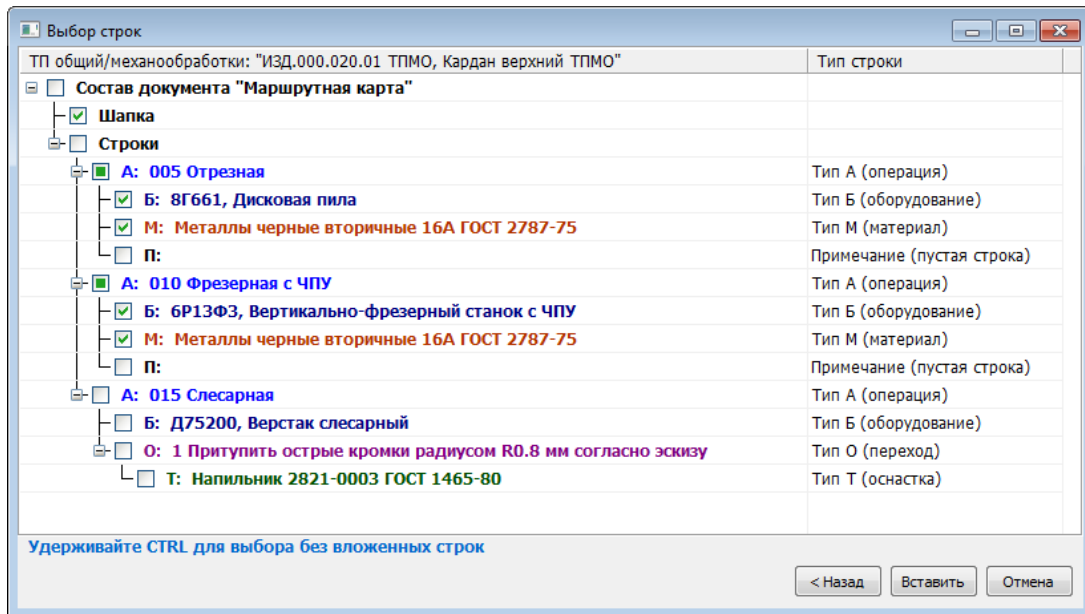 Выбор строк
ТП общий/механообработки: "ИЗД.000.020.01 ТПМО, Кардан верхний ТПМО" Тип строки
Состав документа "Маршрутная карта"
Шапка
Строки
А: 005 Отрезная Тип А (операция)
Б: 8Г661, Дисковая пила Тип Б (оборудование)
М: Металлы черные вторичные 16А ГОСТ 2787-75 Тип М (материал)
П: Примечание (пустая строка)
А: 010 Фрезерная с ЧПУ Тип А (операция)
Б: 6Р13Ф3, Вертикально-фрезерный станок с ЧПУ Тип Б (оборудование)
М: Металлы черные вторичные 16А ГОСТ 2787-75 Тип М (материал)
П: Примечание (пустая строка)
А: 015 Слесарная Тип А (операция)
Б: Д75200, Верстак слесарный Тип Б (оборудование)
О: 1 Притупить острые кромки радиусом R0.8 мм согласно эскизу Тип О (переход)
Т: Напильник 2821-0003 ГОСТ 1465-80 Тип Т (оснастка)
Удерживайте CTRL для выбора без вложенных строк
< Назад Вставить Отмена